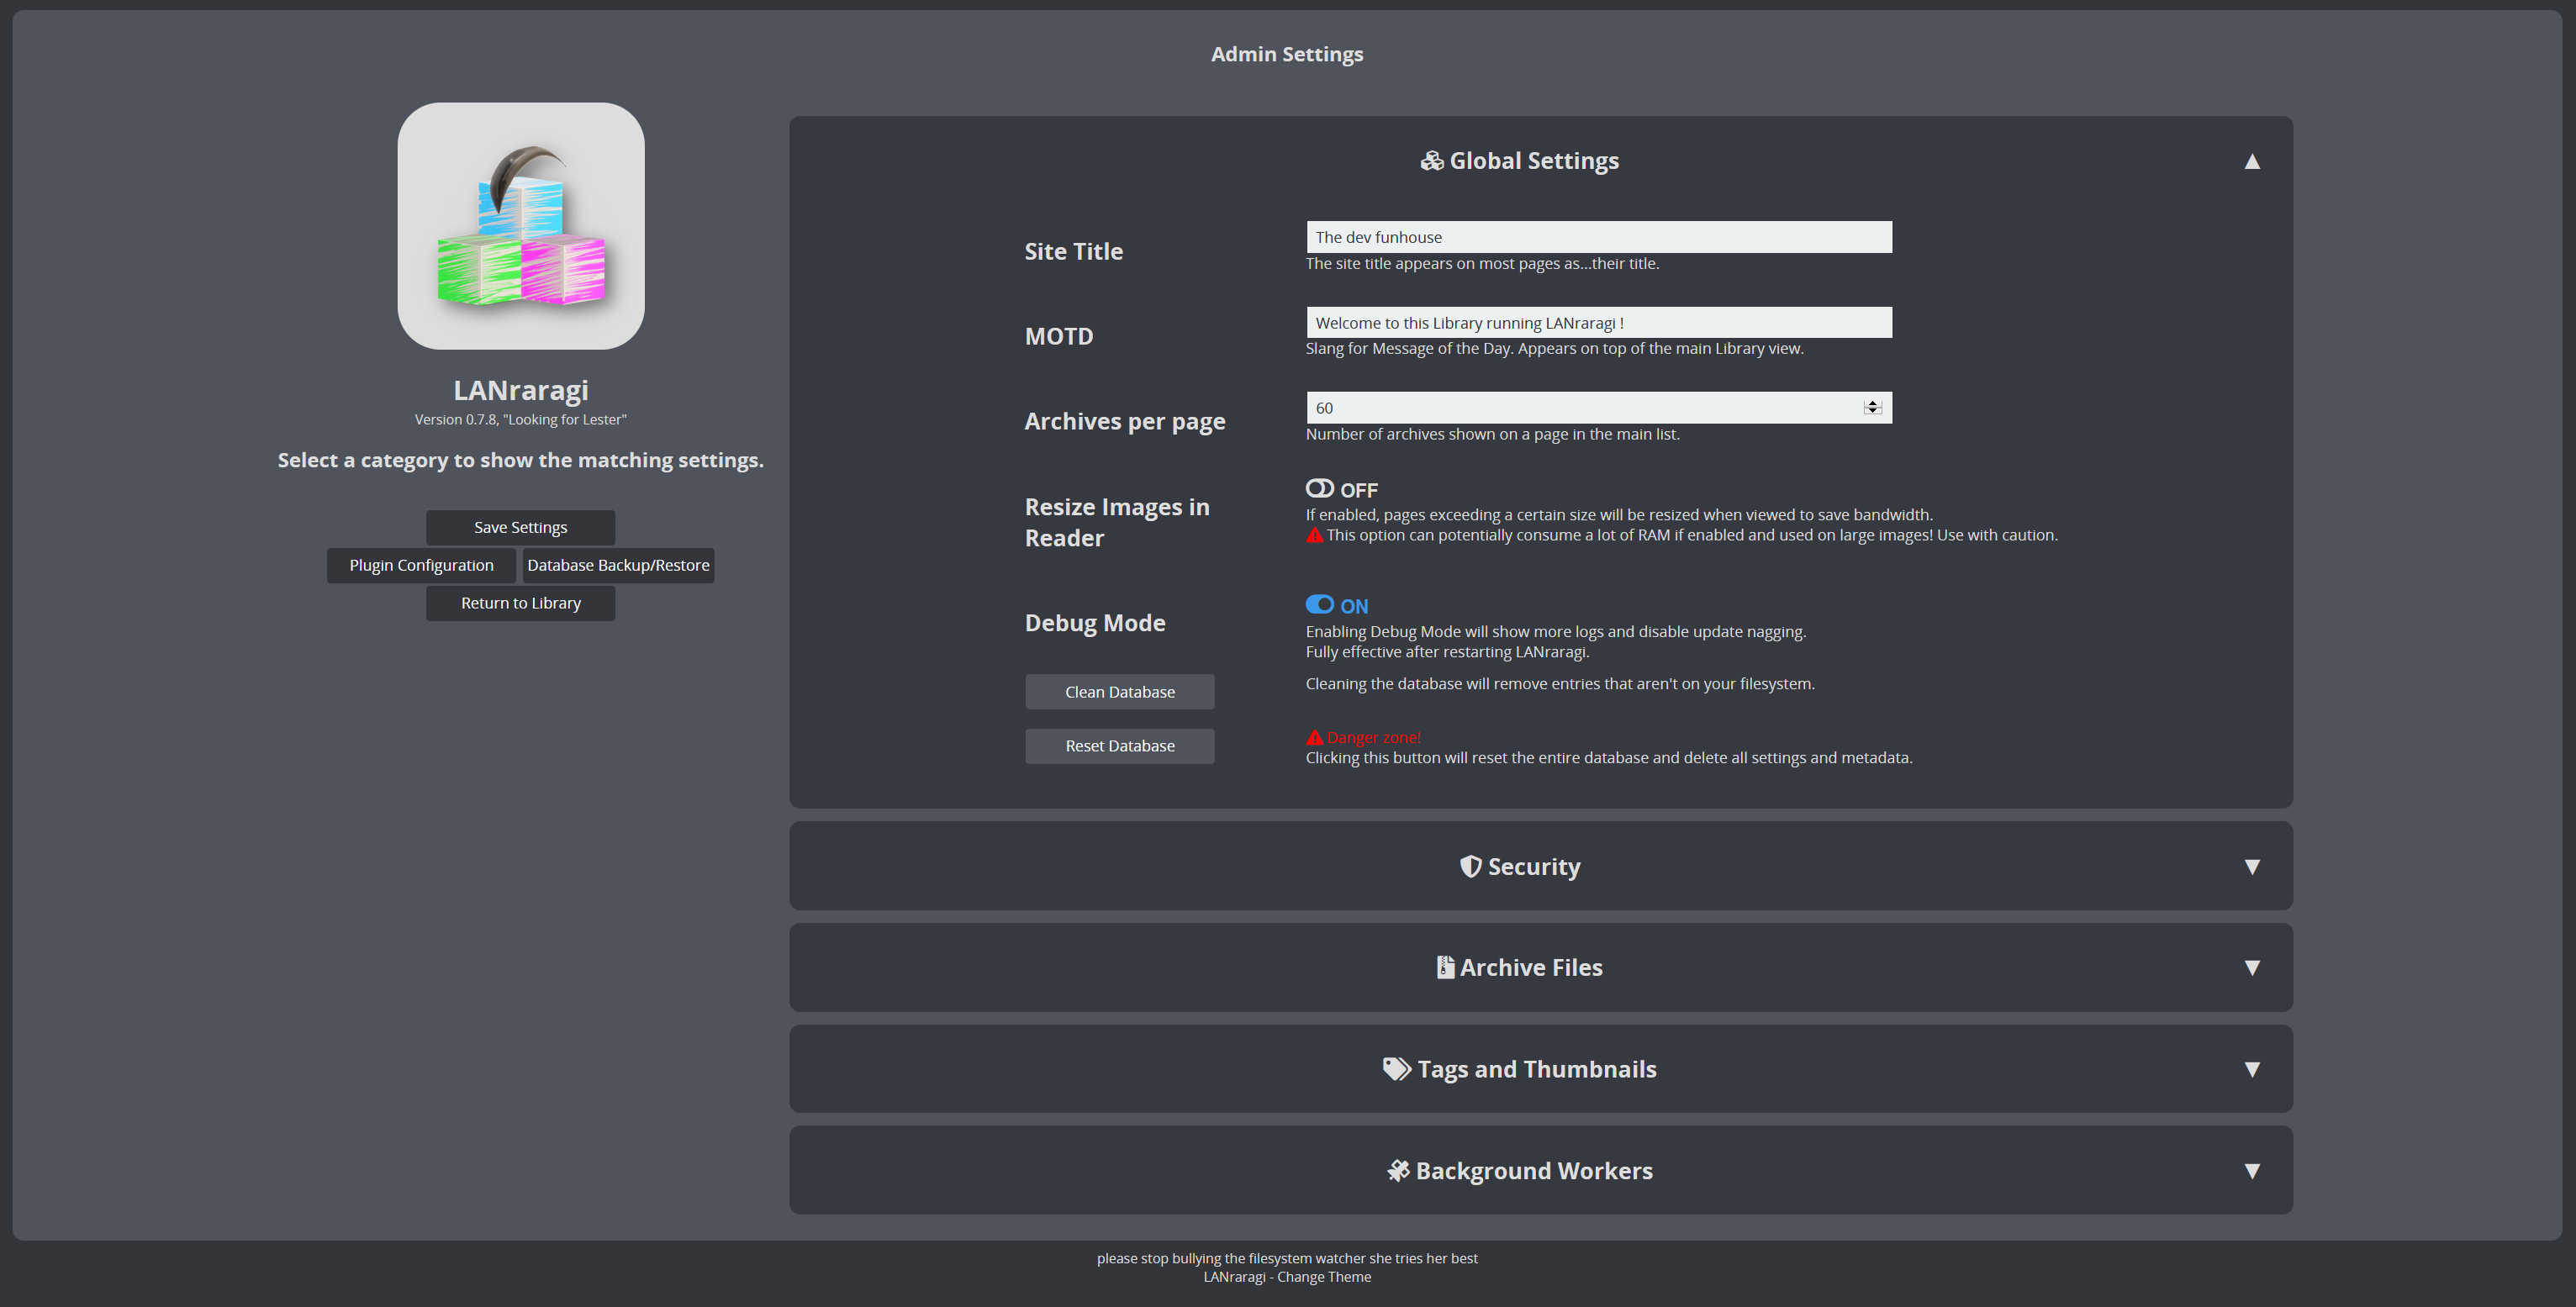 Admin Settings
LANraragi
Version 0.7.8, "Looking for Lester"
Select a category to show the matching settings.
Save Settings
Plugin Configuration
Database Backup/Restore
Return to Library
Global Settings
Site Title
The dev funhouse
The site title appears on most pages as...their title.
MOTD
Welcome to this Library running LANraragi !
Slang for Message of the Day. Appears on top of the main Library view.
Archives per page
60
Number of archives shown on a page in the main list.
Resize Images in
Reader
OFF
If enabled, pages exceeding a certain size will be resized when viewed to save bandwidth.
This option can potentially consume a lot of RAM if enabled and used on large images! Use with caution.
Debug Mode
ON
Enabling Debug Mode will show more logs and disable update nagging.
Fully effective after restarting LANraragi.
Clean Database
Cleaning the database will remove entries that aren't on your filesystem.
Reset Database
Danger zone!
Clicking this button will reset the entire database and delete all settings and metadata.
Security
Archive Files
Tags and Thumbnails
Background Workers
please stop bullying the filesystem watcher she tries her best
LANraragi - Change Theme